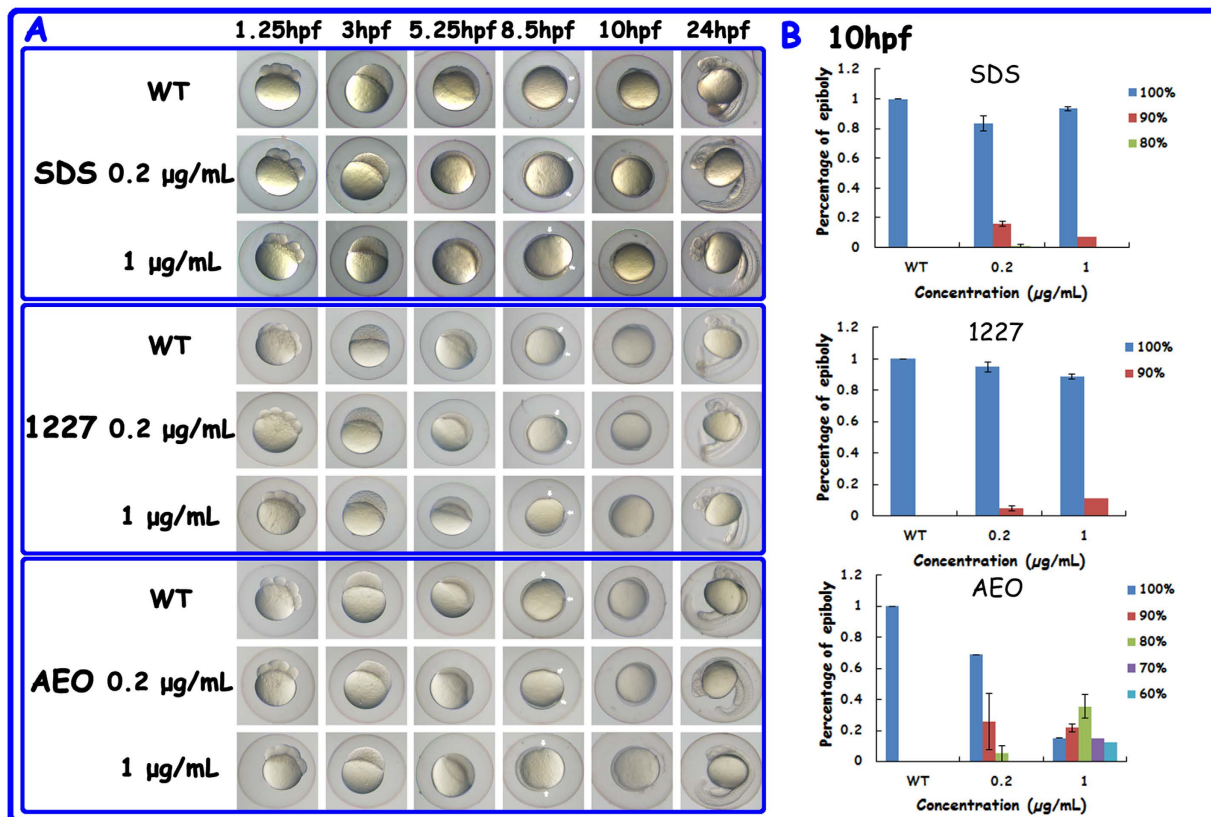 A
1.25hpf 3hpf 5.25hpf 8.5hpf 10hpf 24hpf
WT
SDS 0.2 µg/mL
1 µg/mL
WT
1227 0.2 µg/mL
1 µg/mL
WT
AEO 0.2 µg/mL
1 µg/mL
B 10hpf
SDS
Percentage of epiboly
1.2
1
0.8
0.6
0.4
0.2
0
WT 0.2 1
Concentration (µg/mL)
100%
90%
80%
1227
Percentage of epiboly
1.2
1
0.8
0.6
0.4
0.2
0
WT 0.2 1
Concentration (µg/mL)
100%
90%
AEO
Percentage of epiboly
1.2
1
0.8
0.6
0.4
0.2
0
WT 0.2 1
Concentration (µg/mL)
100%
90%
80%
70%
60%